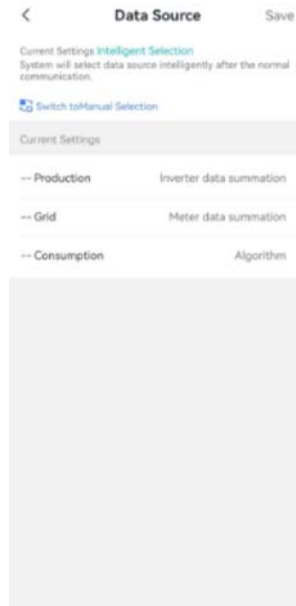 Data Source
Save
Current Settings Intelligent Selection
System will select data source intelligently after the normal
communication.
Switch toManual Selection
Current Settings
-- Production Inverter data summation
-- Grid Meter data summation
-- Consumption Algorithm